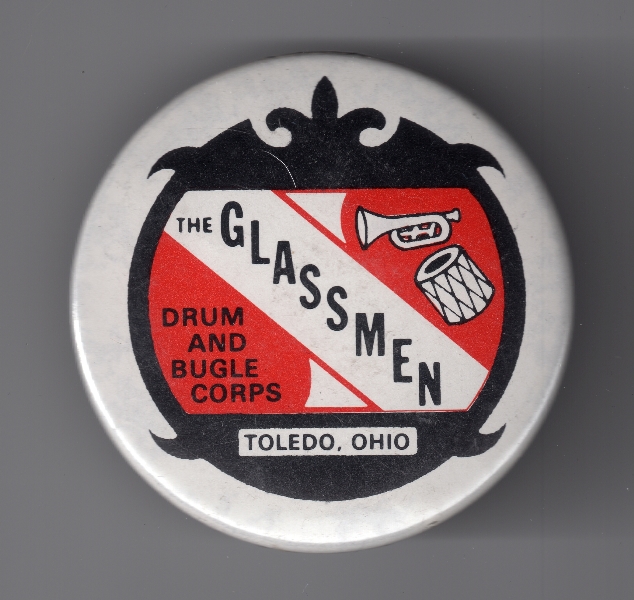 THE GLASSMEN
DRUM
AND
BUGLE
CORPS
TOLEDO, OHIO